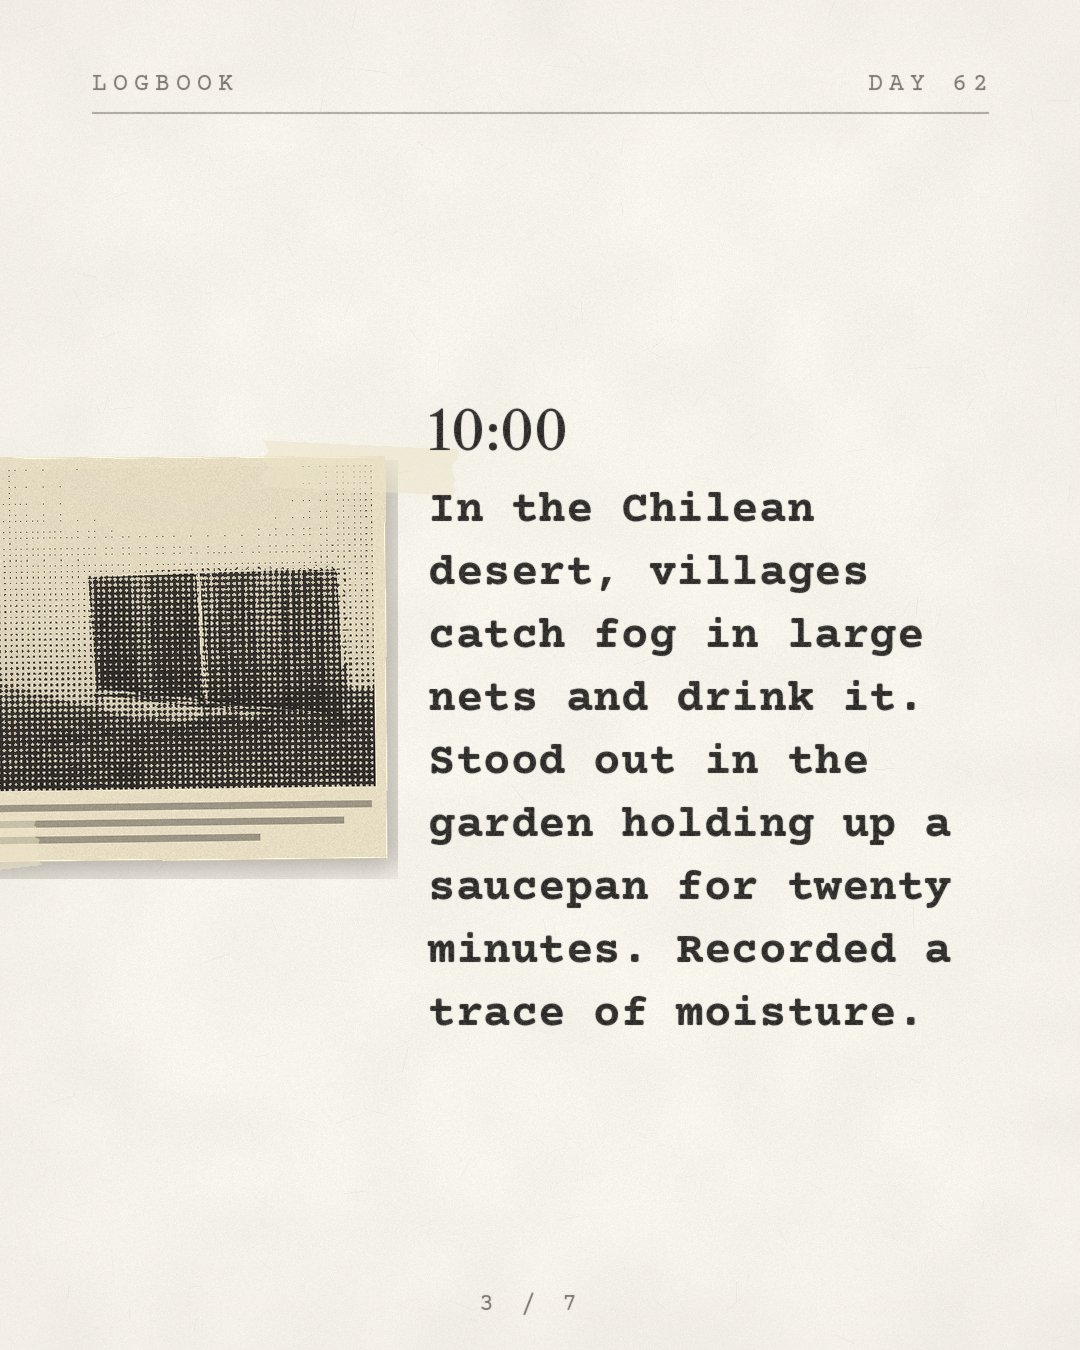 LOGBOOK
DAY 62
10:00
In the Chilean
desert, villages
catch fog in large
nets and drink it.
Stood out in the
garden holding up a
saucepan for twenty
minutes. Recorded a
trace of moisture.
3 / 7